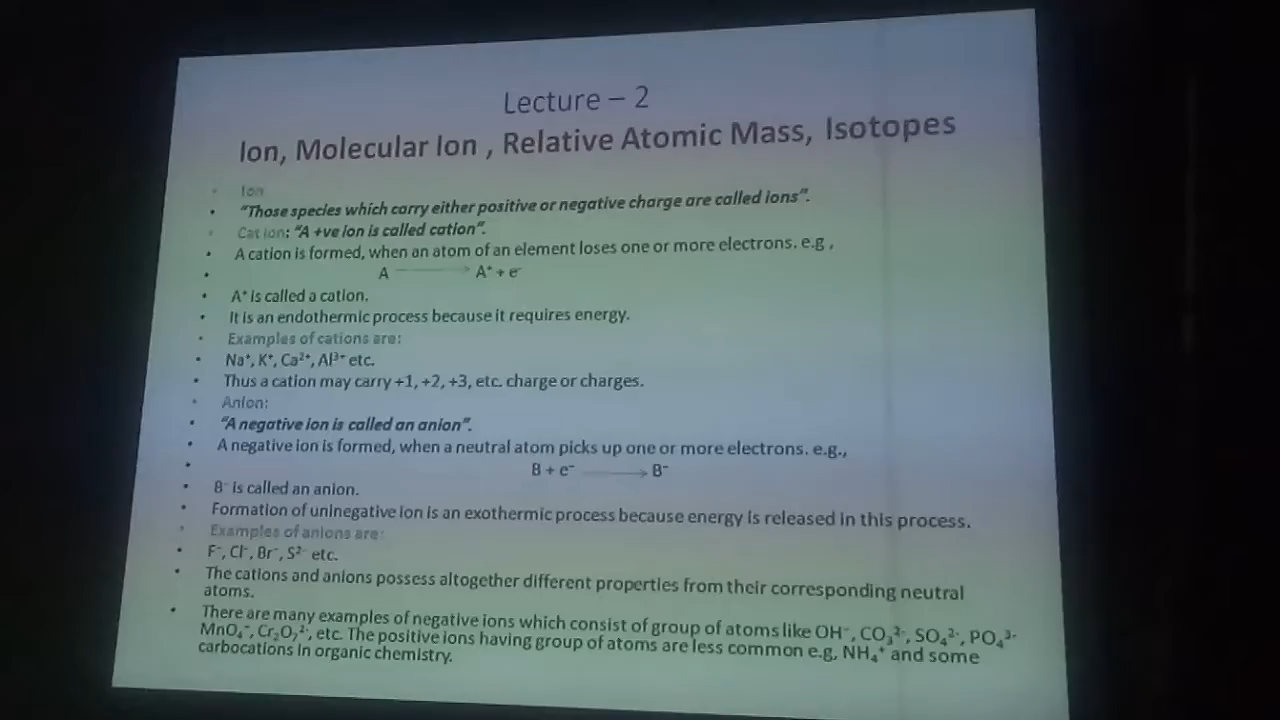 Lecture – 2
Ion, Molecular Ion , Relative Atomic Mass, Isotopes
• Ion
• “Those species which carry either positive or negative charge are called ions”.
• Cat ion: “A +ve ion is called cation”.
• A cation is formed, when an atom of an element loses one or more electrons. e.g ,
• A ⟶ A⁺ + e⁻
• A⁺ is called a cation.
• It is an endothermic process because it requires energy.
• Examples of cations are:
• Na⁺, K⁺, Ca²⁺, Al³⁺ etc.
• Thus a cation may carry +1, +2, +3, etc. charge or charges.
• Anion:
• “A negative ion is called an anion”.
• A negative ion is formed, when a neutral atom picks up one or more electrons. e.g.,
• B + e⁻ ⟶ B⁻
• B⁻ is called an anion.
• Formation of uninegative ion is an exothermic process because energy is released in this process.
• Examples of anions are:
• F⁻, Cl⁻, Br⁻, S²⁻ etc.
• The cations and anions possess altogether different properties from their corresponding neutral
atoms.
• There are many examples of negative ions which consist of group of atoms like OH⁻, CO₃²⁻, SO₄²⁻, PO₄³⁻
MnO₄⁻, Cr₂O₇²⁻, etc. The positive ions having group of atoms are less common e.g, NH₄⁺ and some
carbocations in organic chemistry.